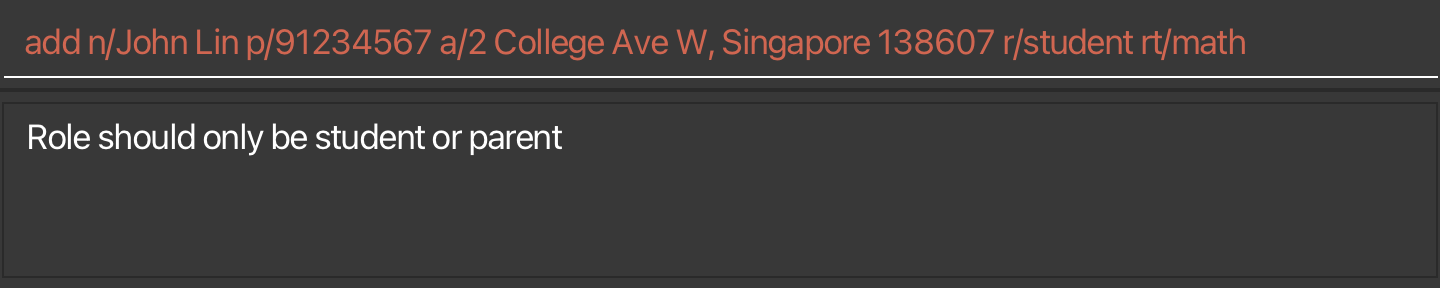 add n/John Lin p/91234567 a/2 College Ave W, Singapore 138607 r/student rt/math
Role should only be student or parent